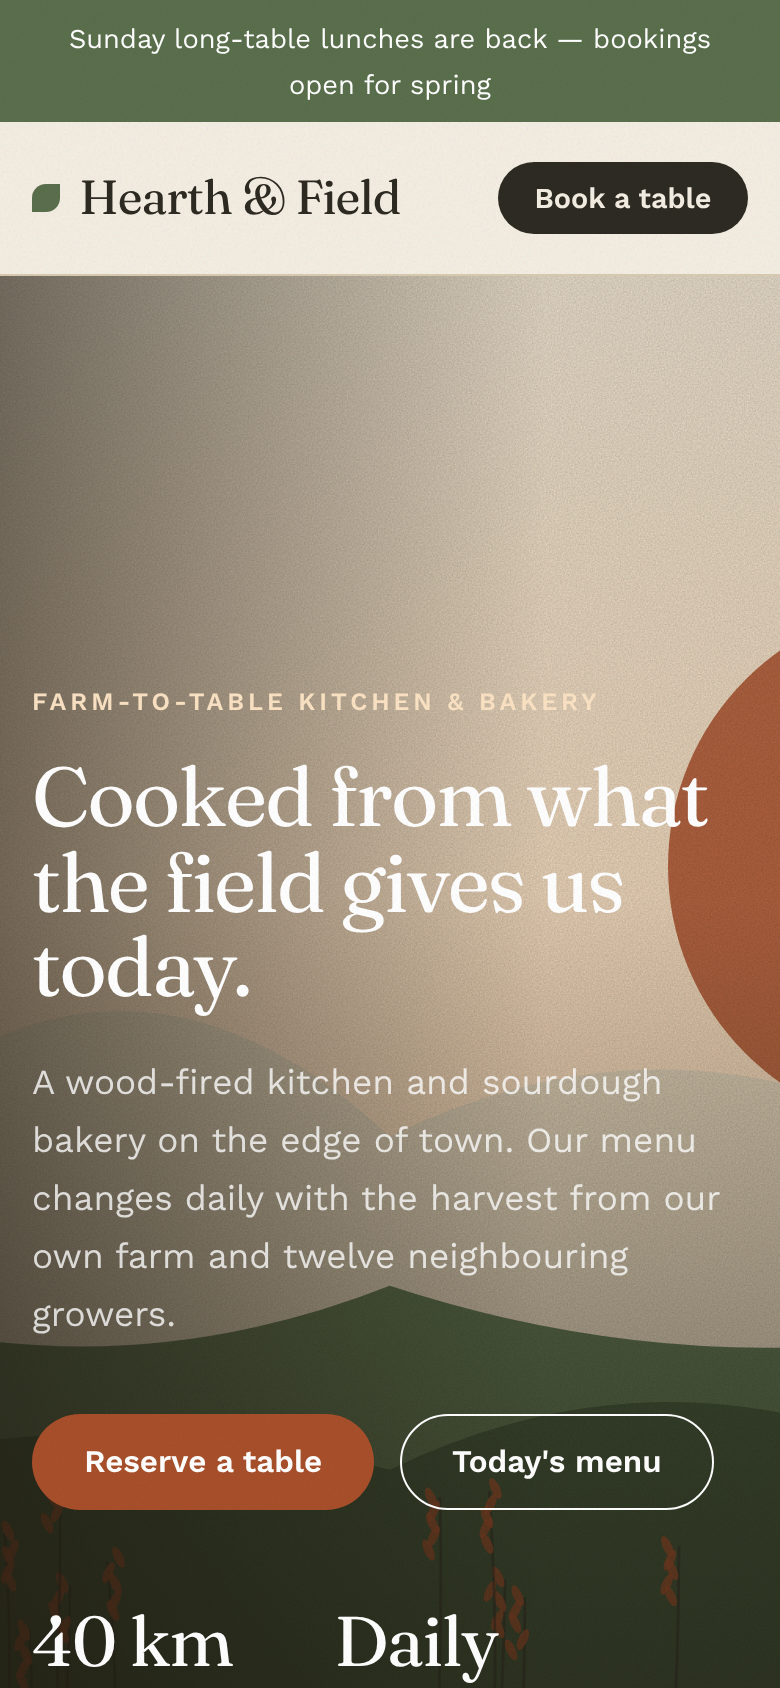 Sunday long-table lunches are back — bookings
open for spring
Hearth & Field
Book a table
FARM-TO-TABLE KITCHEN & BAKERY
Cooked from what
the field gives us
today.
A wood-fired kitchen and sourdough
bakery on the edge of town. Our menu
changes daily with the harvest from our
own farm and twelve neighbouring
growers.
Reserve a table
Today's menu
40 km
Daily